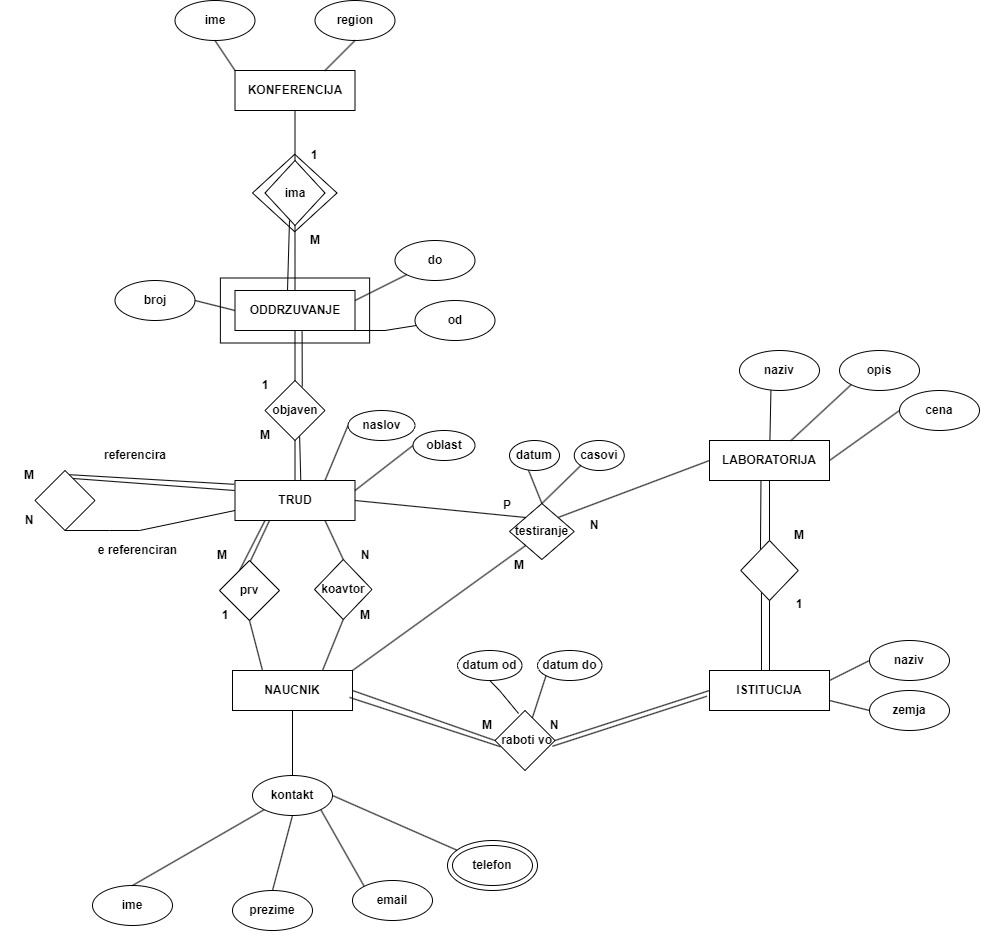 ime
region
KONFERENCIJA
1
ima
M
do
broj
ODDRZUVANJE
od
1
objaven
M
naziv
opis
cena
naslov
oblast
referencira
datum
casovi
LABORATORIJA
M
TRUD
P
N
N
testiranje
e referenciran
M
M
N
M
prv
koavtor
1
M
1
datum od
datum do
naziv
NAUCNIK
ISTITUCIJA
zemja
M
N
raboti vo
kontakt
telefon
ime
prezime
email